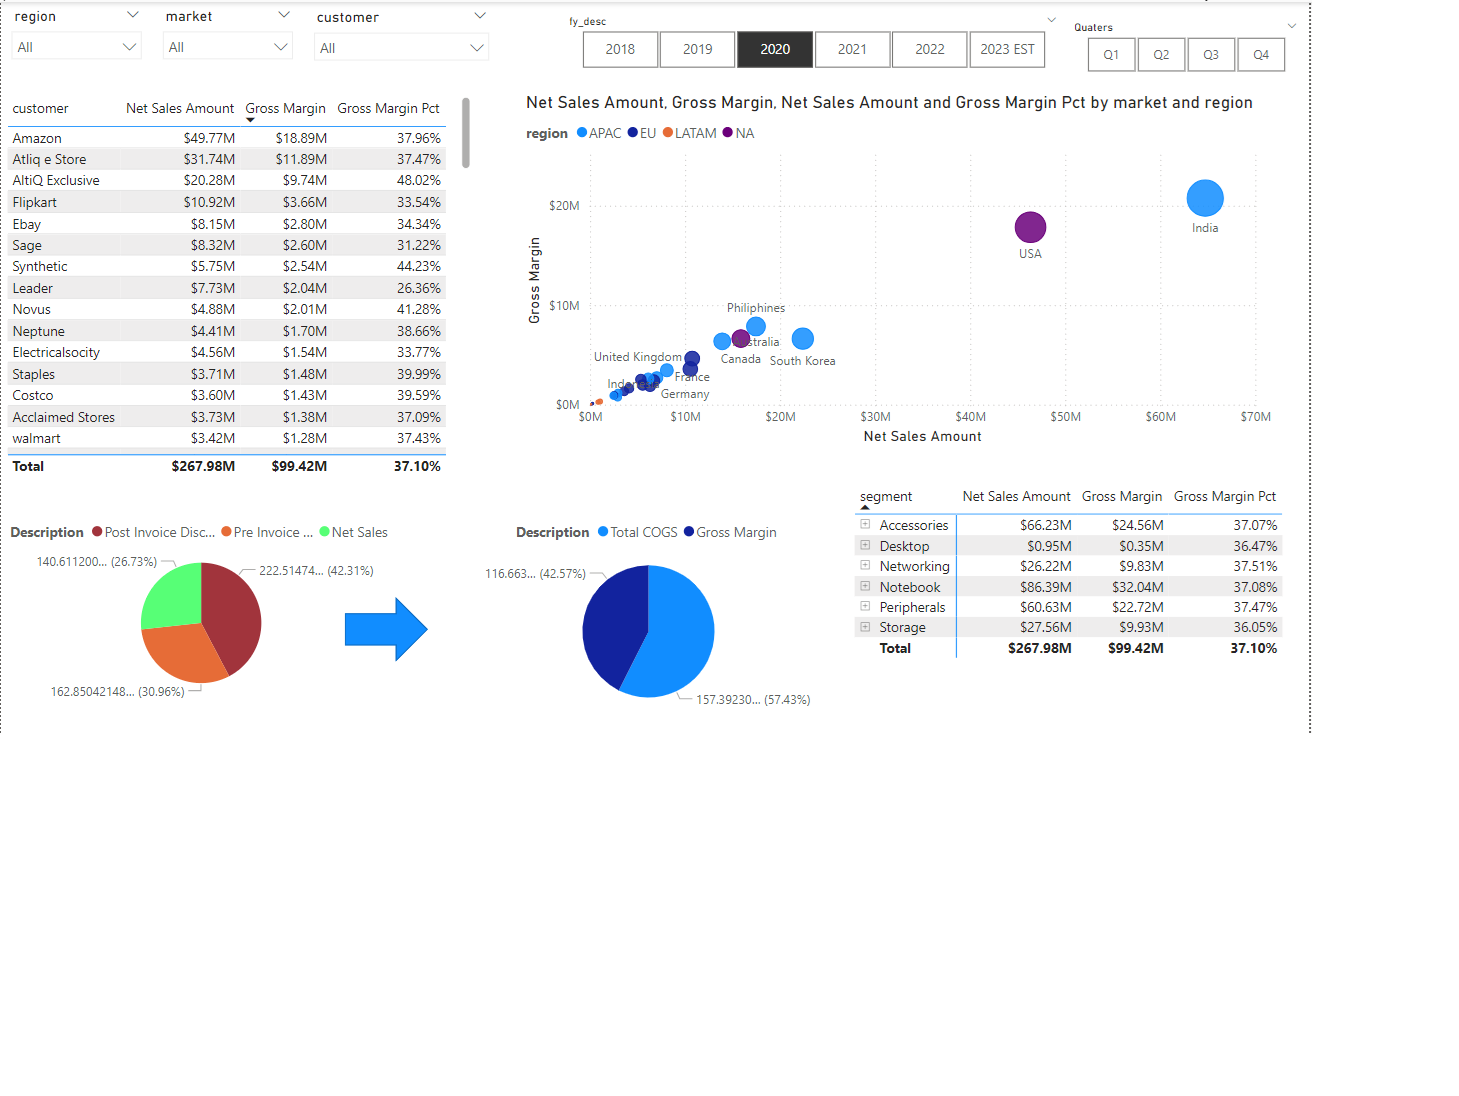 region
All
market
All
customer
All
fy_desc
2018 2019 2020 2021 2022 2023 EST
Quaters
Q1 Q2 Q3 Q4
customer Net Sales Amount Gross Margin Gross Margin Pct
Amazon $49.77M $18.89M 37.96%
Atliq e Store $31.74M $11.89M 37.47%
AltiQ Exclusive $20.28M $9.74M 48.02%
Flipkart $10.92M $3.66M 33.54%
Ebay $8.15M $2.80M 34.34%
Sage $8.32M $2.60M 31.22%
Synthetic $5.75M $2.54M 44.23%
Leader $7.73M $2.04M 26.36%
Novus $4.88M $2.01M 41.28%
Neptune $4.41M $1.70M 38.66%
Electricalsocity $4.56M $1.54M 33.77%
Staples $3.71M $1.48M 39.99%
Costco $3.60M $1.43M 39.59%
Acclaimed Stores $3.73M $1.38M 37.09%
walmart $3.42M $1.28M 37.43%
Total $267.98M $99.42M 37.10%
Net Sales Amount, Gross Margin, Net Sales Amount and Gross Margin Pct by market and region
region APAC EU LATAM NA
Gross Margin
$20M
$10M
$0M
India
USA
Philiphines
stralia
United Kingdom
Canada
South Korea
France
Germany
$0M $10M $20M $30M $40M $50M $60M $70M
Net Sales Amount
Description Post Invoice Disc... Pre Invoice ... Net Sales
140.611200... (26.73%)
222.51474... (42.31%)
162.85042148... (30.96%)
Description Total COGS Gross Margin
116.663... (42.57%)
157.39230... (57.43%)
segment Net Sales Amount Gross Margin Gross Margin Pct
Accessories $66.23M $24.56M 37.07%
Desktop $0.95M $0.35M 36.47%
Networking $26.22M $9.83M 37.51%
Notebook $86.39M $32.04M 37.08%
Peripherals $60.63M $22.72M 37.47%
Storage $27.56M $9.93M 36.05%
Total $267.98M $99.42M 37.10%